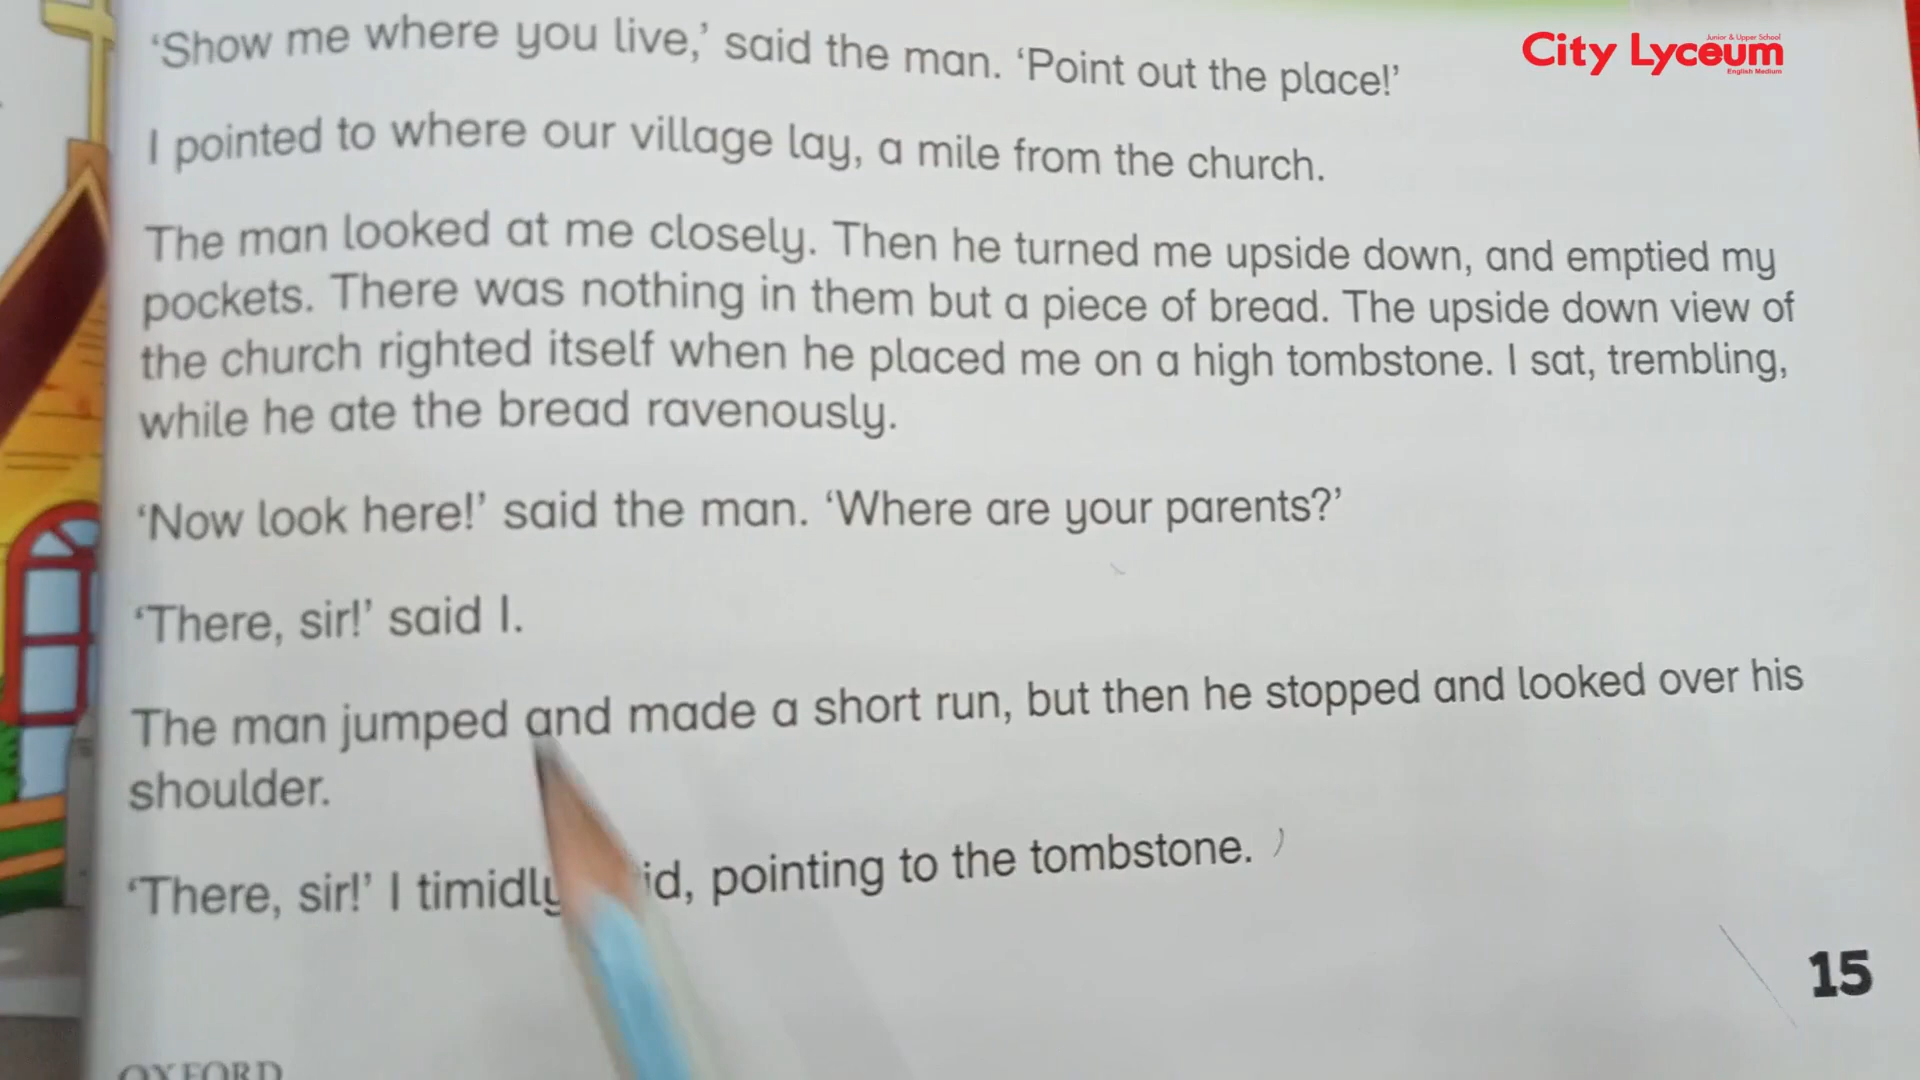 ‘Show me where you live,’ said the man. ‘Point out the place!’
City Lyceum
Junior & Upper School
English Medium
I pointed to where our village lay, a mile from the church.
The man looked at me closely. Then he turned me upside down, and emptied my
pockets. There was nothing in them but a piece of bread. The upside down view of
the church righted itself when he placed me on a high tombstone. I sat, trembling,
while he ate the bread ravenously.
‘Now look here!’ said the man. ‘Where are your parents?’
‘There, sir!’ said I.
The man jumped and made a short run, but then he stopped and looked over his
shoulder.
‘There, sir!’ I timidly pointing to the tombstone.
15
OXFORD